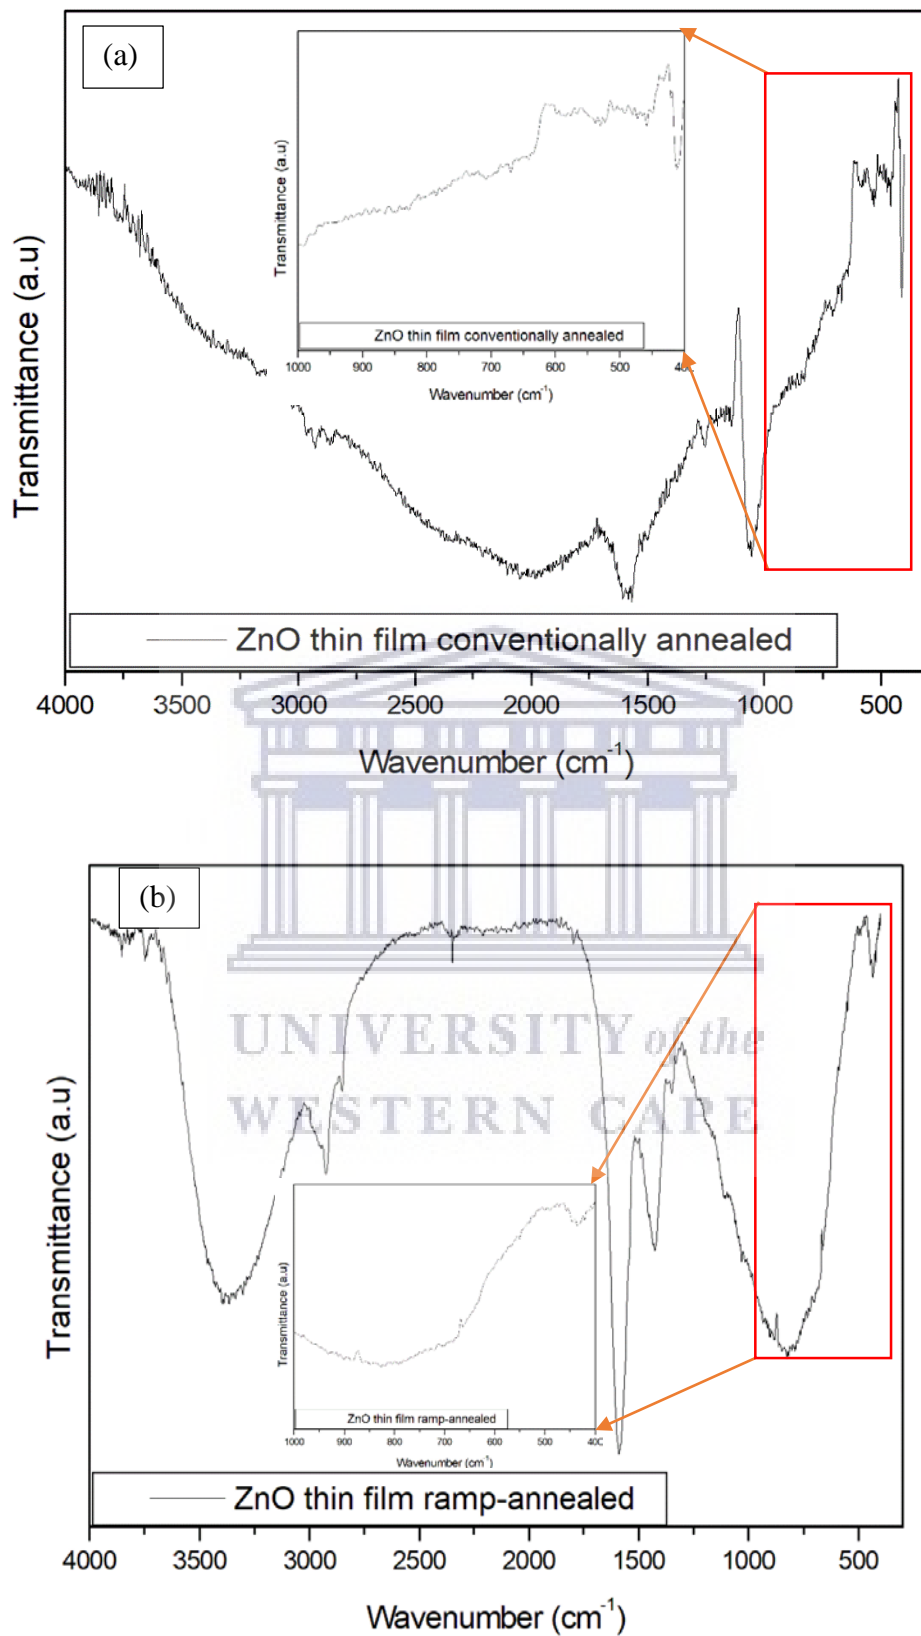 (a)
Transmittance (a.u)
Transmittance (a.u)
ZnO thin film conventionally annealed
1000 900 800 700 600 500 400
Wavenumber (cm-1)
ZnO thin film conventionally annealed
4000 3500 3000 2500 2000 1500 1000 500
Wavenumber (cm-1)
(b)
UNIVERSITY of the
WESTERN CAPE
Transmittance (a.u)
Transmittance (a.u)
ZnO thin film ramp-annealed
1000 900 800 700 600 500 400
Wavenumber (cm-1)
ZnO thin film ramp-annealed
4000 3500 3000 2500 2000 1500 1000 500
Wavenumber (cm-1)